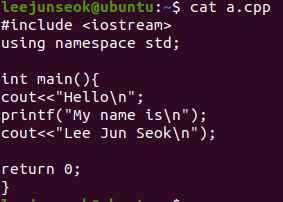 leejunseok@ubuntu:~$ cat a.cpp
#include <iostream>
using namespace std;

int main(){
cout<<"Hello\n";
printf("My name is\n");
cout<<"Lee Jun Seok\n");

return 0;
}